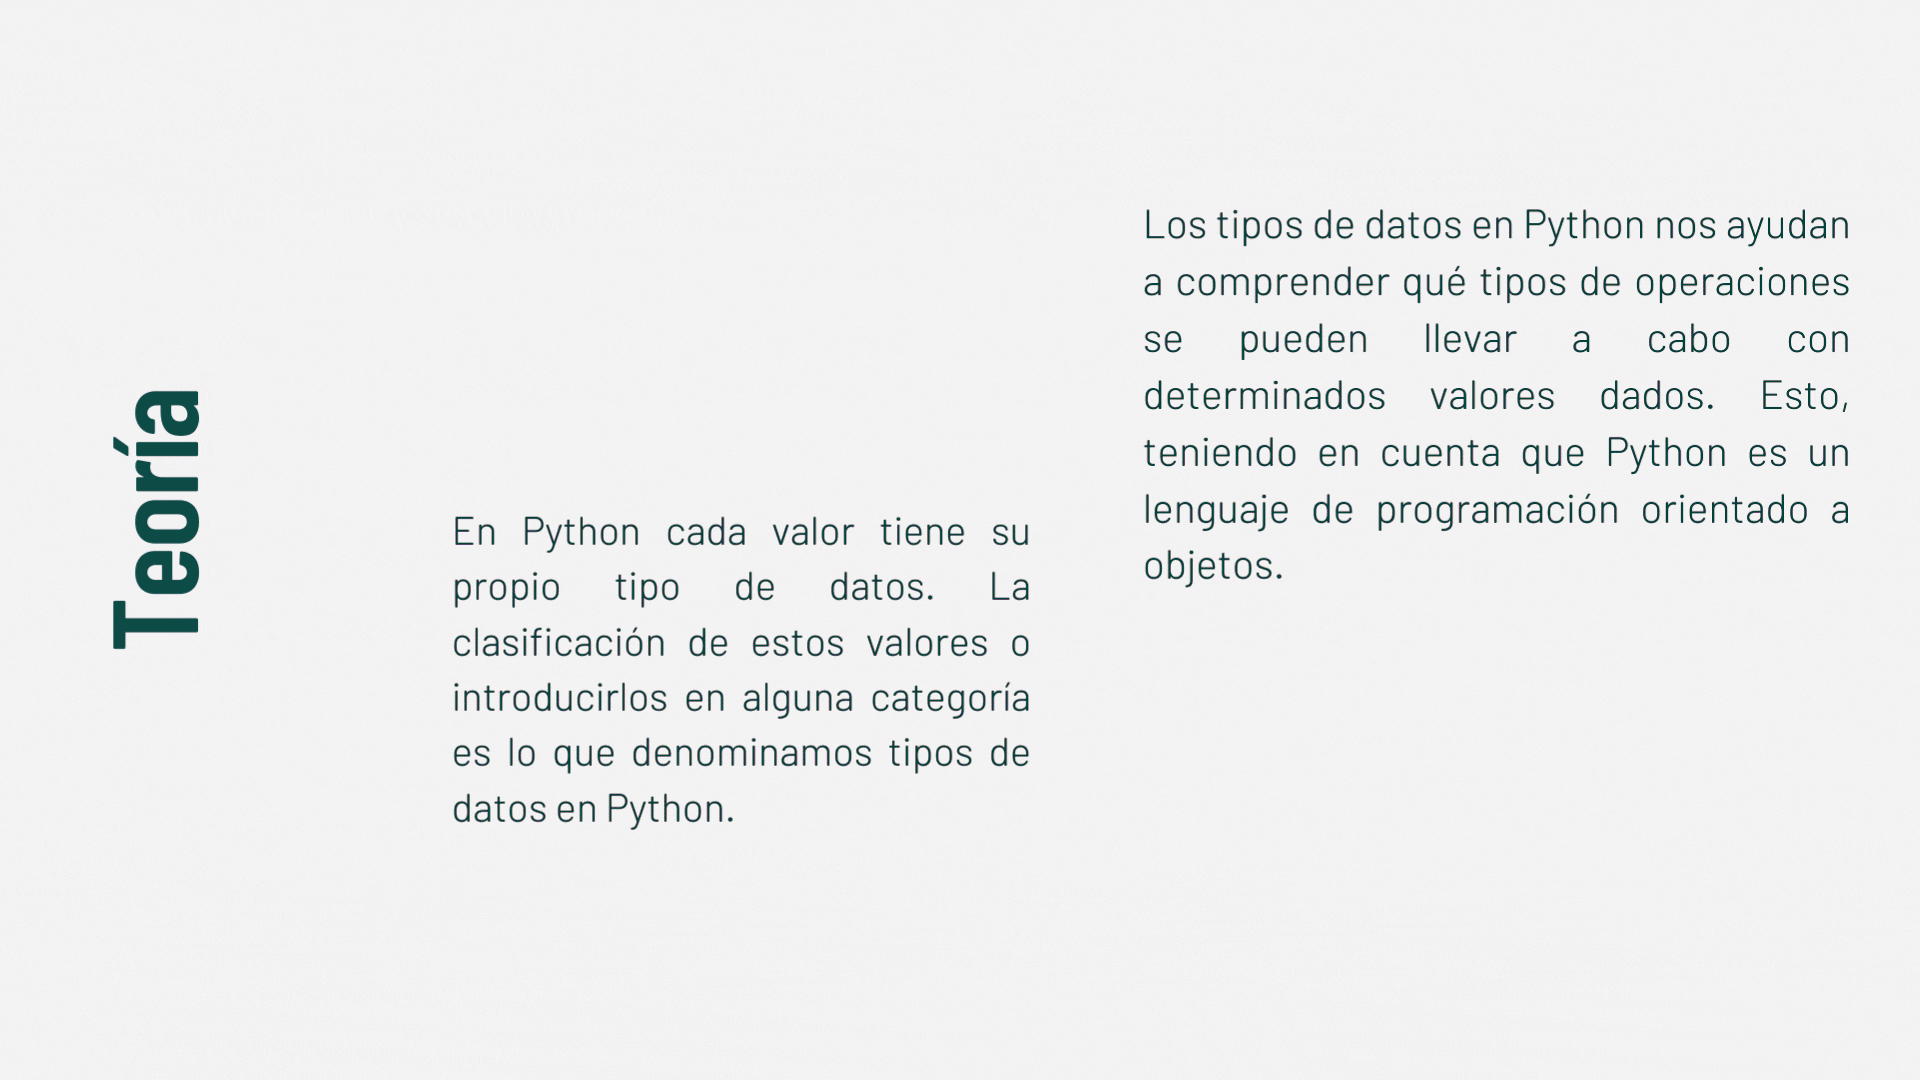 Teoría
En Python cada valor tiene su
propio tipo de datos. La
clasificación de estos valores o
introducirlos en alguna categoría
es lo que denominamos tipos de
datos en Python.
Los tipos de datos en Python nos ayudan
a comprender qué tipos de operaciones
se pueden llevar a cabo con
determinados valores dados. Esto,
teniendo en cuenta que Python es un
lenguaje de programación orientado a
objetos.